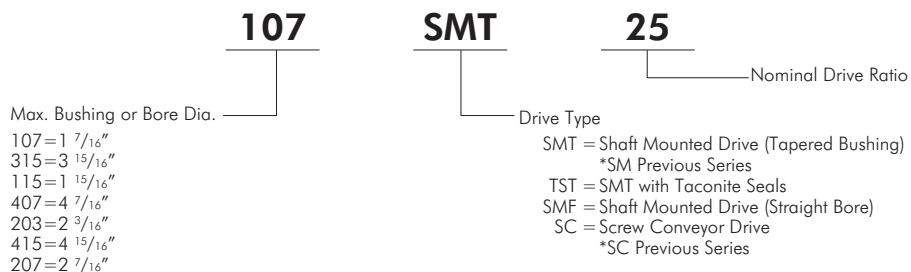 107 SMT 25
Nominal Drive Ratio
Max. Bushing or Bore Dia.
107=1 7/16"
315=3 15/16"
115=1 15/16"
407=4 7/16"
203=2 3/16"
415=4 15/16"
207=2 7/16"
Drive Type
SMT = Shaft Mounted Drive (Tapered Bushing)
*SM Previous Series
TST = SMT with Taconite Seals
SMF = Shaft Mounted Drive (Straight Bore)
SC = Screw Conveyor Drive
*SC Previous Series